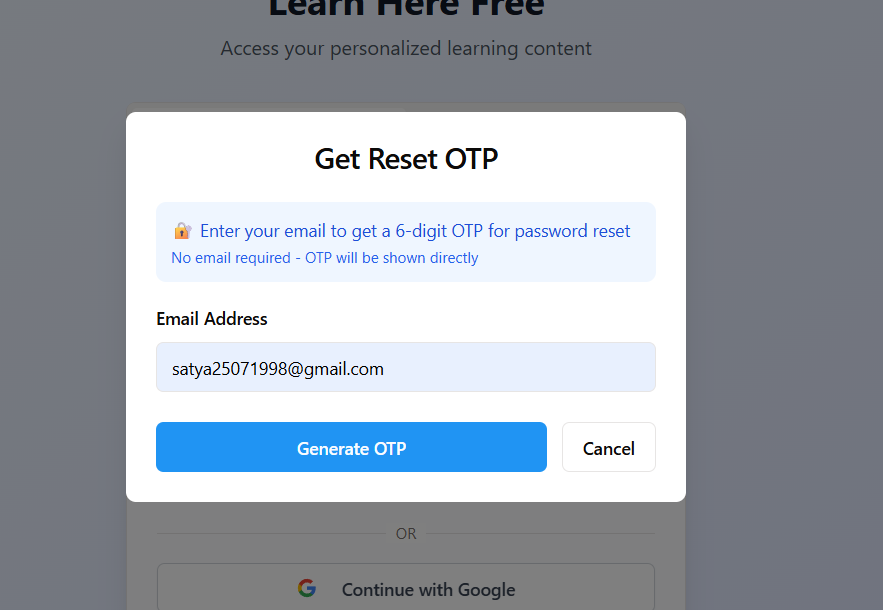 Learn Here Free
Access your personalized learning content
Get Reset OTP
🔐 Enter your email to get a 6-digit OTP for password reset
No email required - OTP will be shown directly
Email Address
satya25071998@gmail.com
Generate OTP
Cancel
OR
Continue with Google